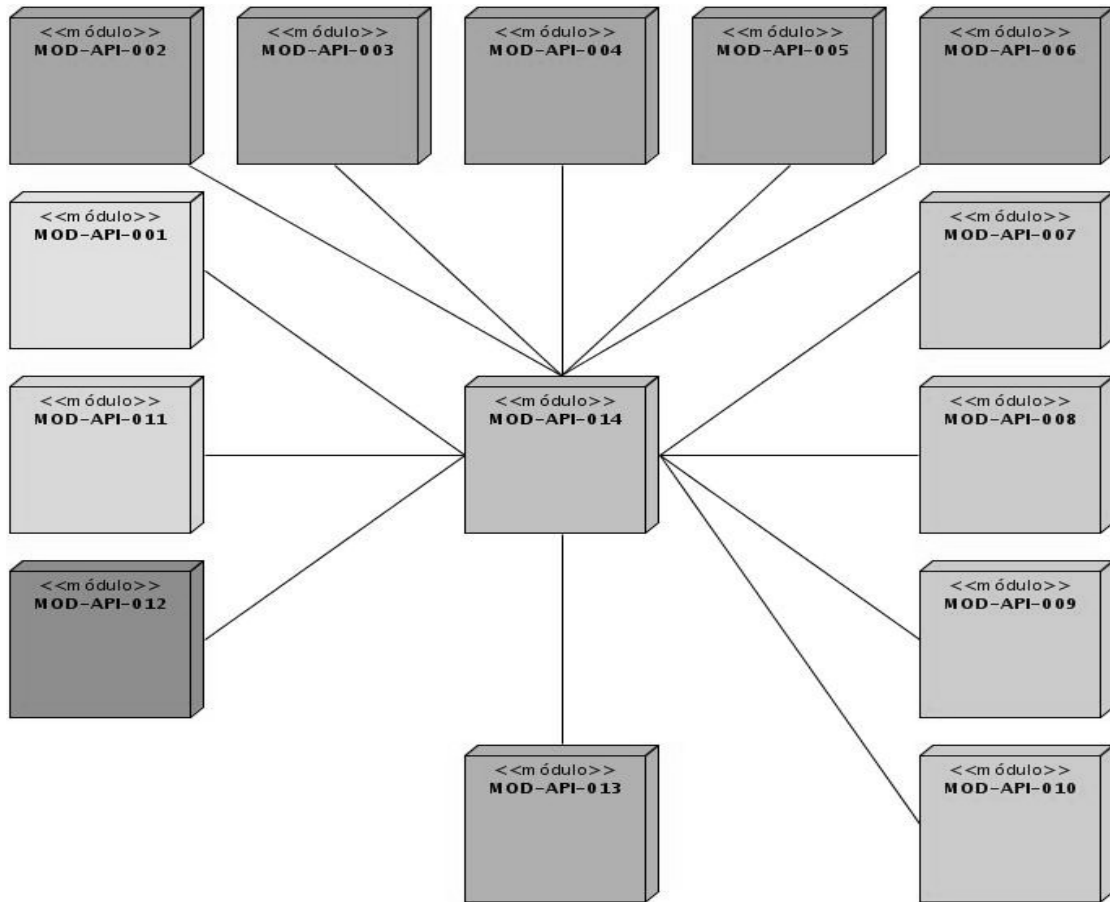 <<módulo>>
MOD-API-002
<<módulo>>
MOD-API-003
<<módulo>>
MOD-API-004
<<módulo>>
MOD-API-005
<<módulo>>
MOD-API-006
<<módulo>>
MOD-API-001
<<módulo>>
MOD-API-007
<<módulo>>
MOD-API-011
<<módulo>>
MOD-API-014
<<módulo>>
MOD-API-008
<<módulo>>
MOD-API-012
<<módulo>>
MOD-API-009
<<módulo>>
MOD-API-013
<<módulo>>
MOD-API-010